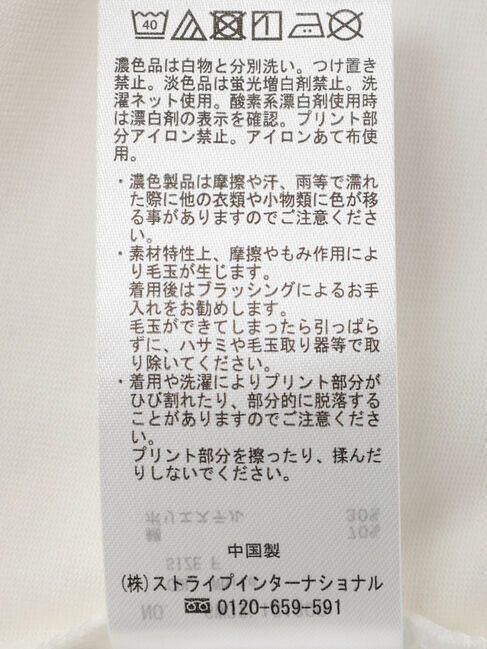 40
濃色品は白物と分別洗い。つけ置き
禁止。淡色品は蛍光増白剤禁止。洗
濯ネット使用。酸素系漂白剤使用時
は漂白剤の表示を確認。プリント部
分アイロン禁止。アイロンあて布使
用。
・濃色製品は摩擦や汗、雨等で濡れ
た際に他の衣類や小物類に色が移
る事がありますのでご注意くださ
い。
・素材特性上、摩擦やもみ作用によ
り毛玉が生じます。
着用後はブラッシングによるお手
入れをお勧めします。
毛玉ができてしまったら引っぱら
ずに、ハサミや毛玉取り器等で取
り除いてください。
・着用や洗濯によりプリント部分が
ひび割れたり、部分的に脱落する
ことがありますのでご注意くださ
い。
プリント部分を擦ったり、揉んだ
りしないでください。
ポリエステル 30%
綿 70%
中国製
SIZE F
(株)ストライプインターナショナル
0120-659-591
NO.